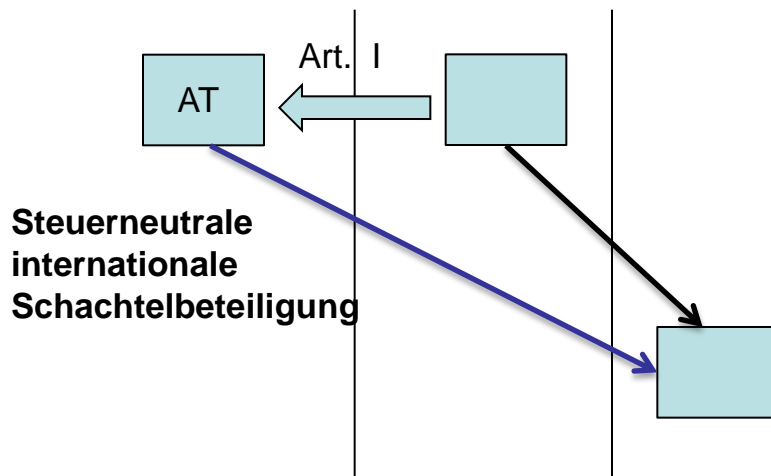 Art. I
AT
Steuerneutrale
internationale
Schachtelbeteiligung